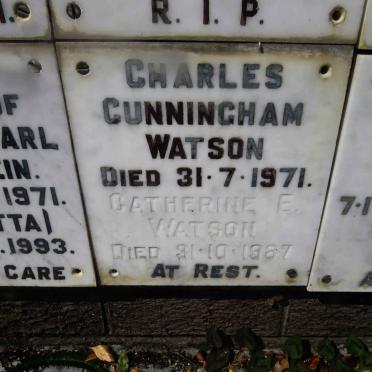 S.
R. I. P.
OF
ARL
IN.
1971.
TTA)
.1993.
CARE
CHARLES
CUNNINGHAM
WATSON
DIED 31·7·1971.
CATHERINE E.
WATSON
DIED 31·10·1987
AT REST.
7·1
A